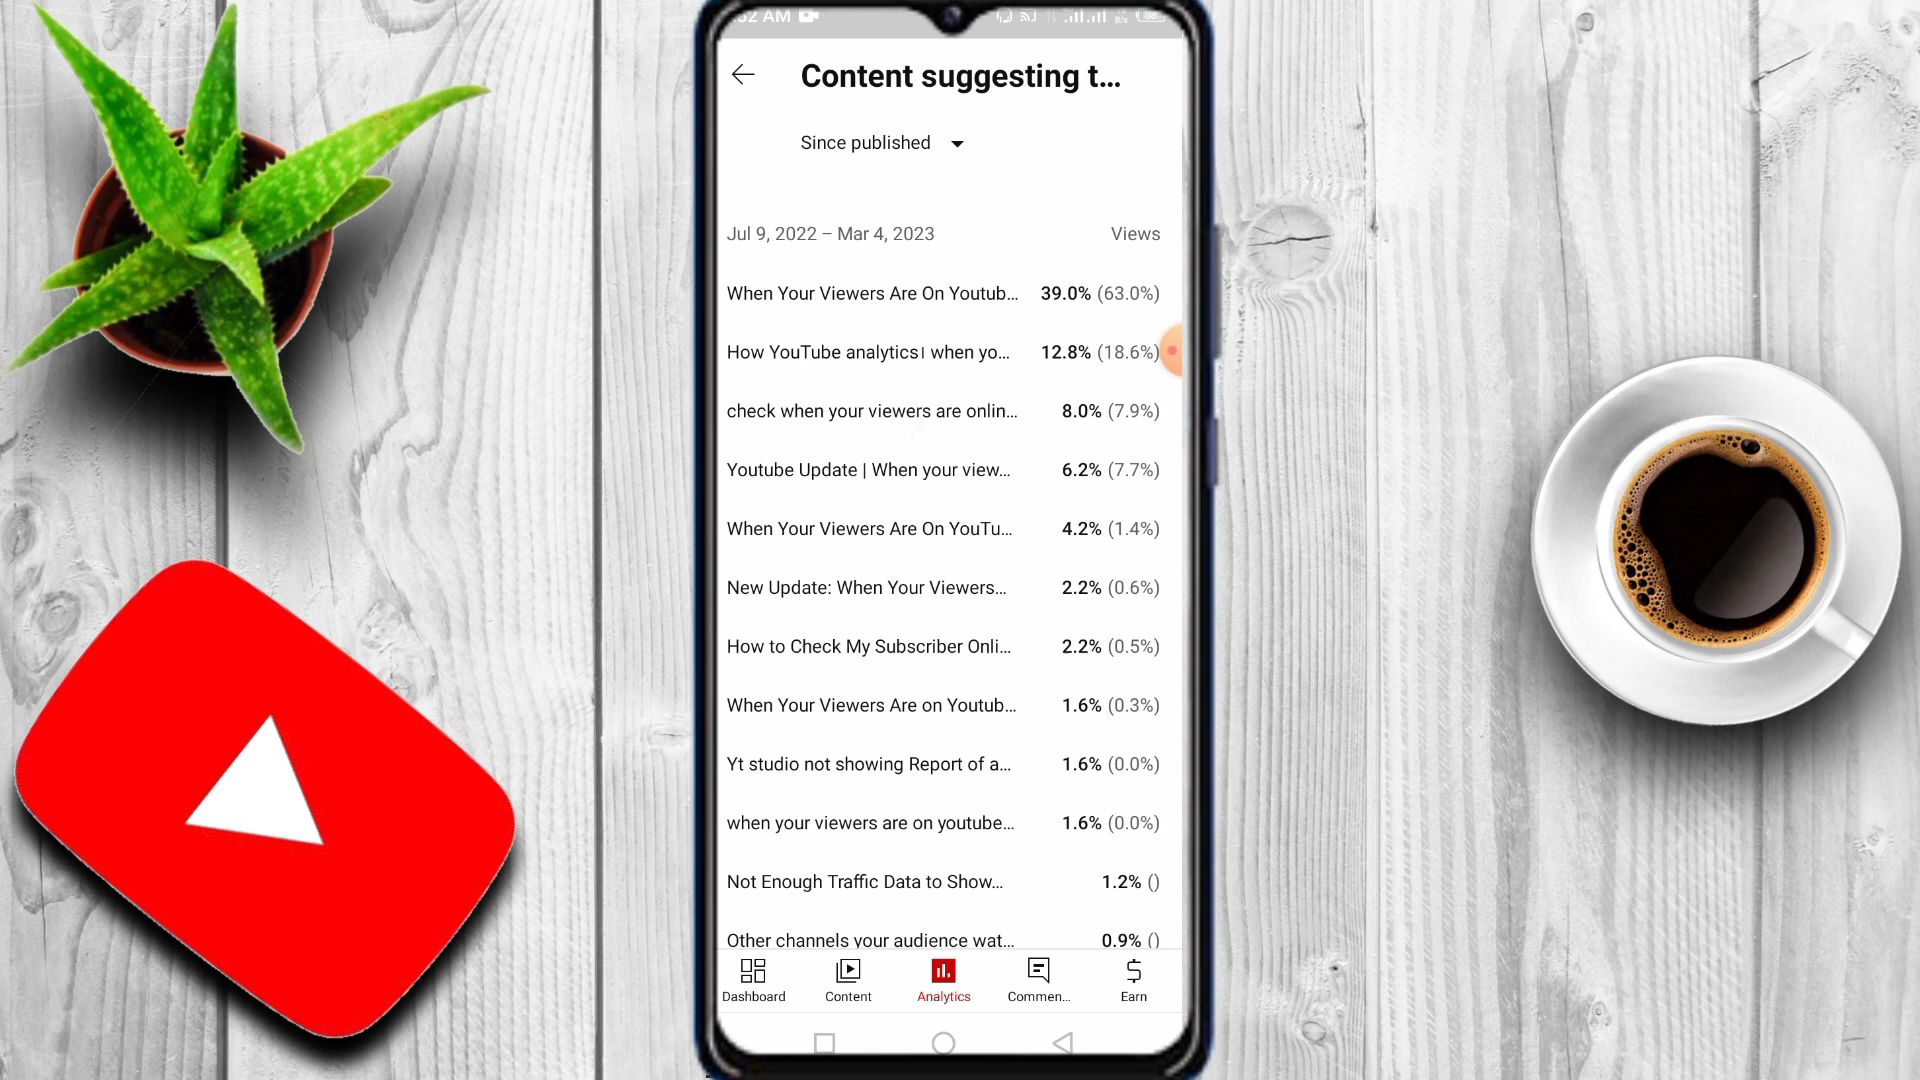 :52 AM
Content suggesting t...
Since published
Jul 9, 2022 – Mar 4, 2023 Views
When Your Viewers Are On Youtub... 39.0% (63.0%)
How YouTube analytics। when yo... 12.8% (18.6%)
check when your viewers are onlin... 8.0% (7.9%)
Youtube Update | When your view... 6.2% (7.7%)
When Your Viewers Are On YouTu... 4.2% (1.4%)
New Update: When Your Viewers... 2.2% (0.6%)
How to Check My Subscriber Onli... 2.2% (0.5%)
When Your Viewers Are on Youtub... 1.6% (0.3%)
Yt studio not showing Report of a... 1.6% (0.0%)
when your viewers are on youtube... 1.6% (0.0%)
Not Enough Traffic Data to Show... 1.2% ()
Other channels your audience wat... 0.9% ()
Dashboard Content Analytics Commen... Earn